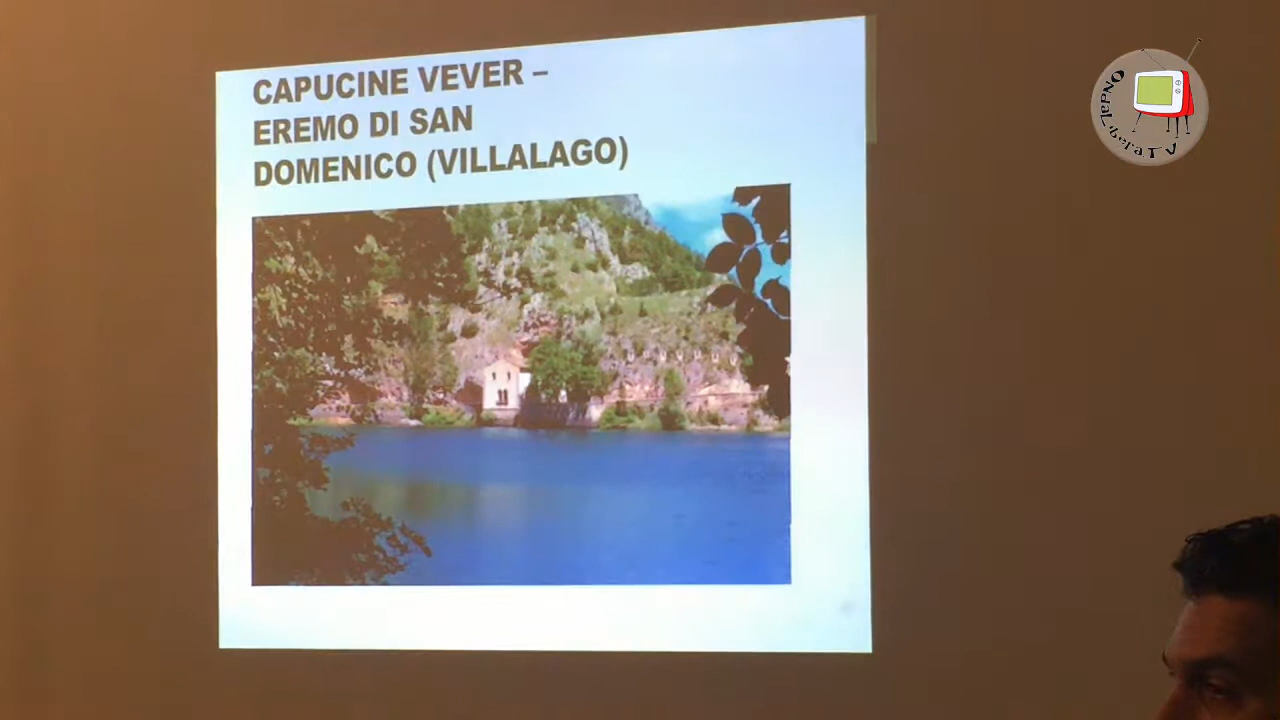 CAPUCINE VEVER –
EREMO DI SAN
DOMENICO (VILLALAGO)
OndaLiberaTV